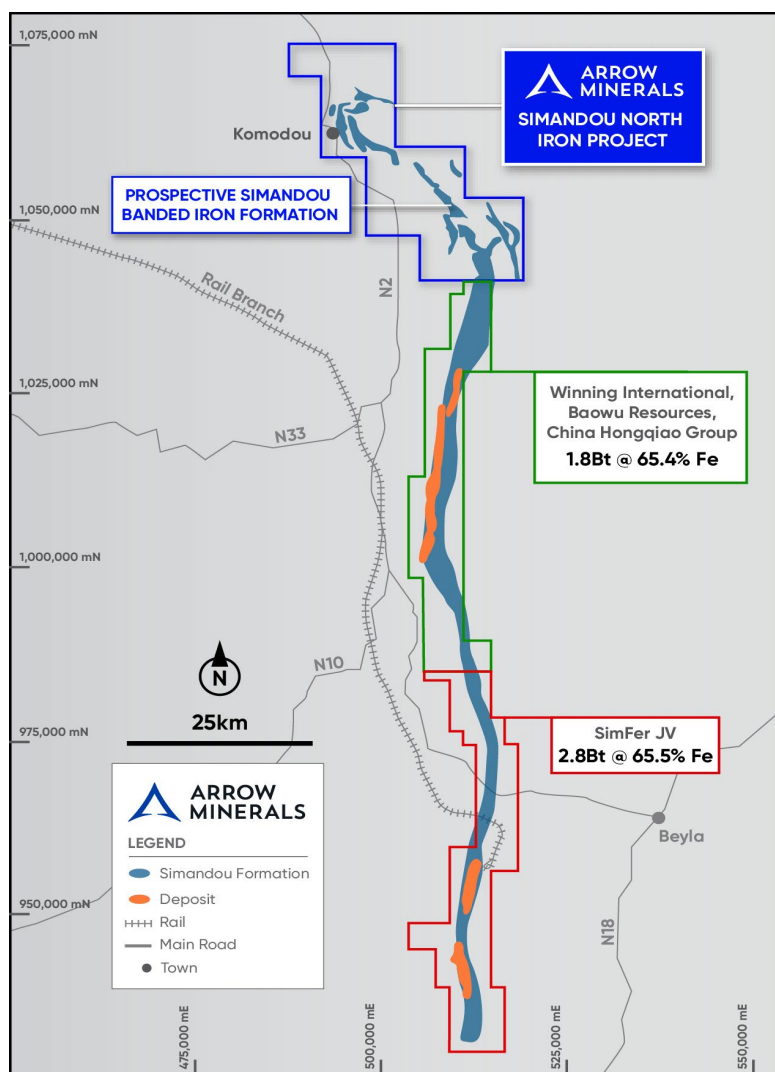 1,075,000 mN
ARROW
MINERALS
SIMANDOU NORTH
IRON PROJECT
Komodou
PROSPECTIVE SIMANDOU
BANDED IRON FORMATION
1,050,000 mN
Rail Branch
N2
Winning International,
Baowu Resources,
China Hongqiao Group
1.8Bt @ 65.4% Fe
1,025,000 mN
N33
1,000,000 mN
N10
N
25km
975,000 mN
SimFer JV
2.8Bt @ 65.5% Fe
ARROW
MINERALS
LEGEND
Simandou Formation
Deposit
Rail
Main Road
Town
Beyla
950,000 mN
N18
475,000 mE
500,000 mE
525,000 mE
550,000 mE